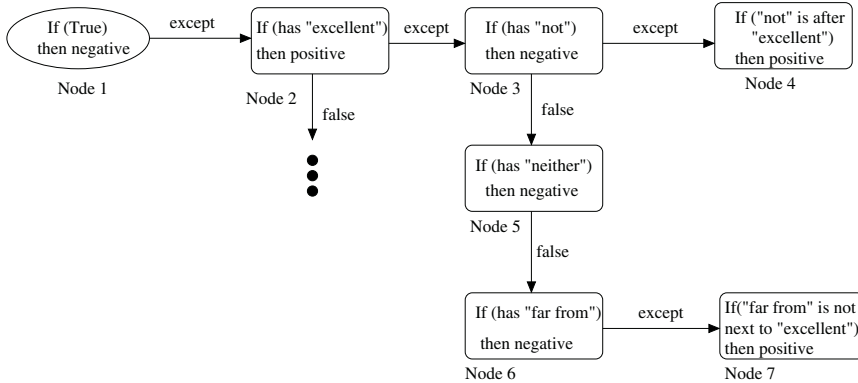 If (True)
then negative
Node 1
except
If (has "excellent")
then positive
Node 2
false
except
If (has "not")
then negative
Node 3
except
If ("not" is after
"excellent")
then positive
Node 4
false
If (has "neither")
then negative
Node 5
false
If (has "far from")
then negative
Node 6
except
If("far from" is not
next to "excellent")
then positive
Node 7